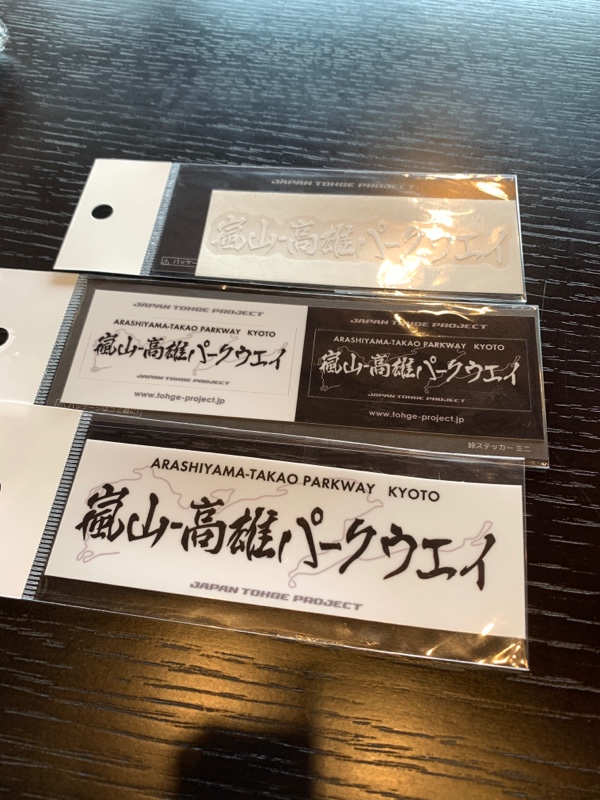 JAPAN TOHGE PROJECT
嵐山-高雄パークウエイ
JAPAN TOHGE PROJECT
ARASHIYAMA-TAKAO PARKWAY KYOTO
嵐山-高雄パークウエイ
JAPAN TOHGE PROJECT
www.tohge-project.jp
JAPAN TOHGE PROJECT
ARASHIYAMA-TAKAO PARKWAY KYOTO
嵐山-高雄パークウエイ
JAPAN TOHGE PROJECT
www.tohge-project.jp
峠ステッカー ミニ
ARASHIYAMA-TAKAO PARKWAY KYOTO
嵐山-高雄パークウエイ
JAPAN TOHGE PROJECT